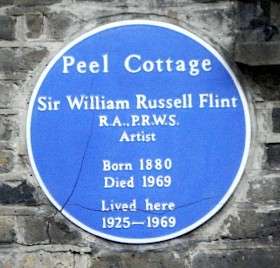 Peel Cottage
Sir William Russell Flint
R.A., P.R.W.S.
Artist
Born 1880
Died 1969
Lived here
1925—1969